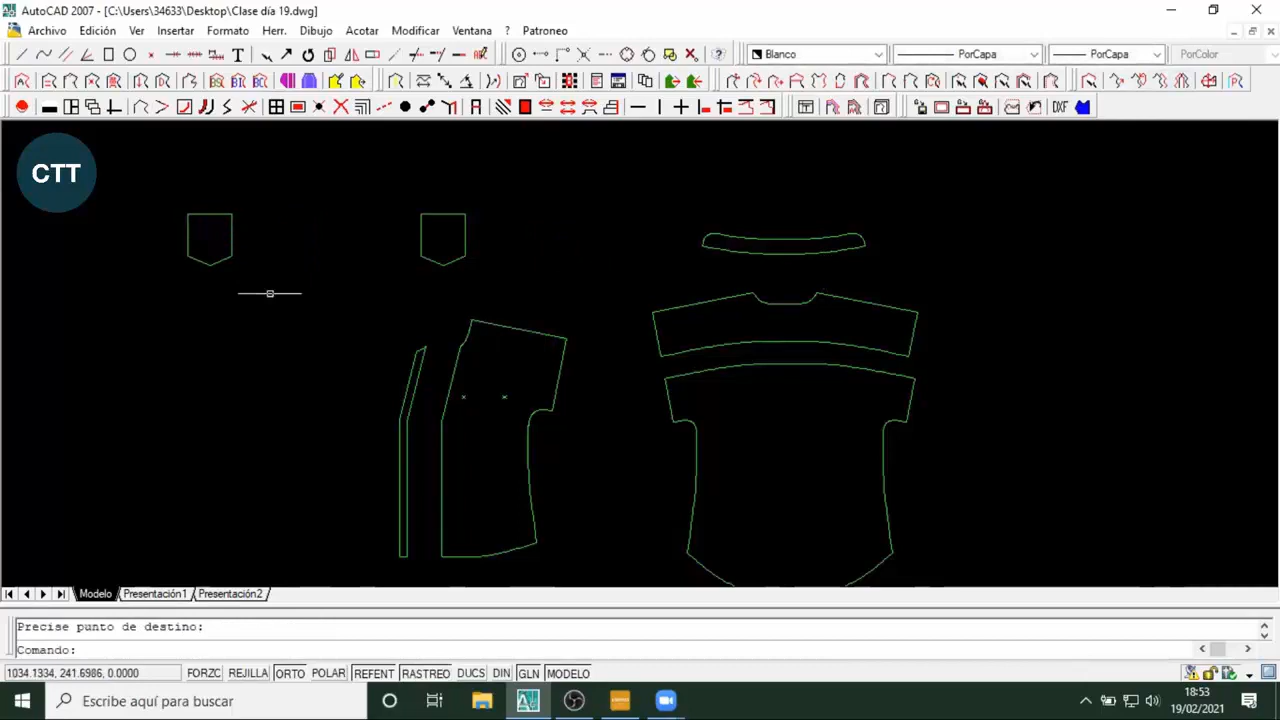 AutoCAD 2007 - [C:\Users\34633\Desktop\Clase día 19.dwg]
Archivo Edición Ver Insertar Formato Herr. Dibujo Acotar Modificar Ventana ? Patroneo
Blanco PorCapa PorCapa PorColor
DXF
CTT
Modelo Presentación1 Presentación2
Precise punto de destino:
Comando:
1034.1334, 241.6986, 0.0000 FORZC REJILLA ORTO POLAR REFENT RASTREO DUCS DIN GLN MODELO
Escribe aquí para buscar
18:53
19/02/2021